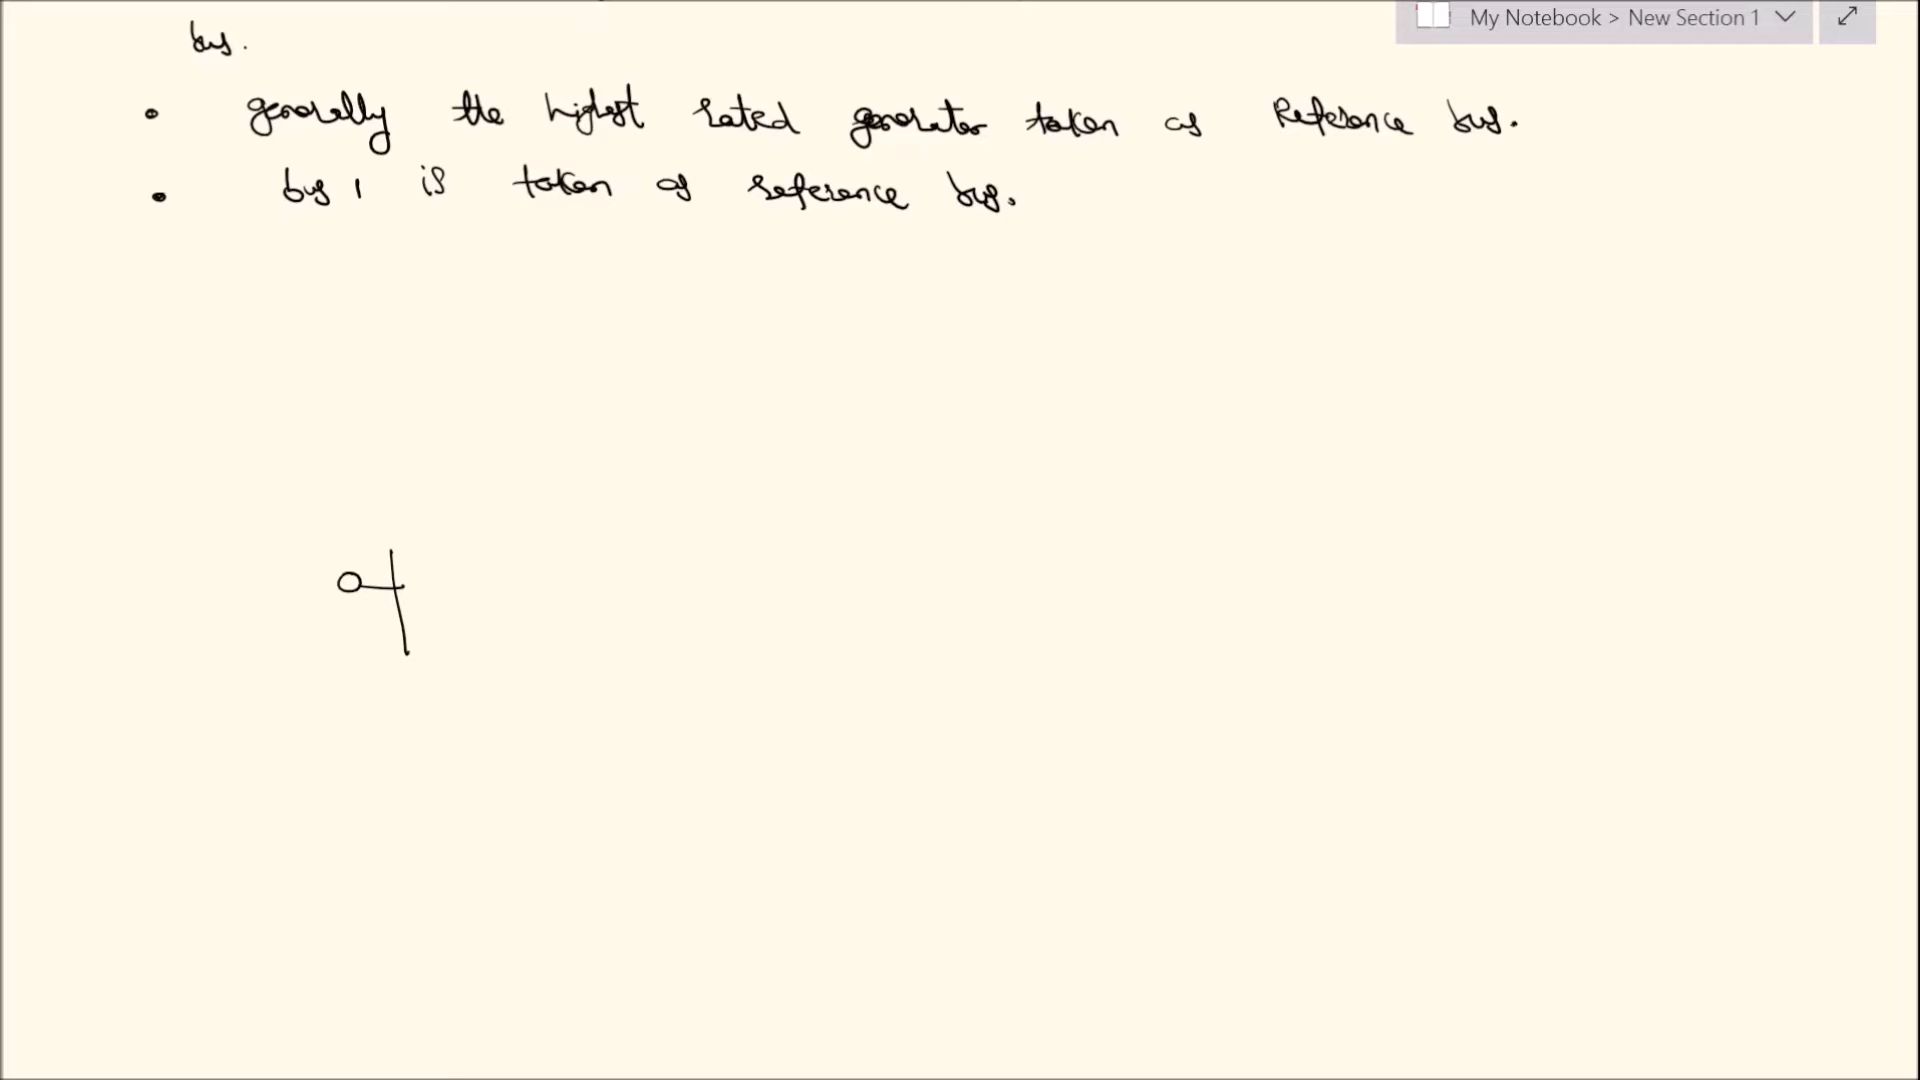 My Notebook > New Section 1
bus.
• generally the highest rated generator taken as Reference bus.
• bus 1 is taken as reference bus.